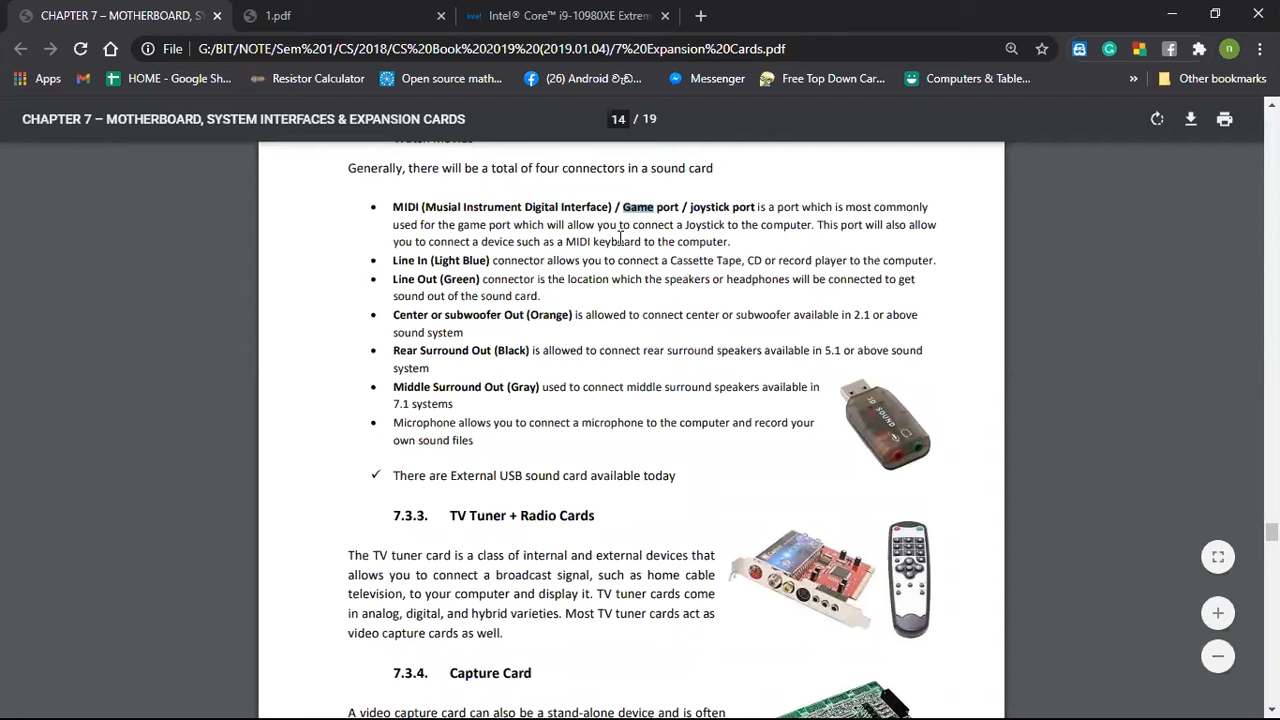 CHAPTER 7 – MOTHERBOARD, SY
1.pdf
Intel® Core™ i9-10980XE Extrem
File
G:/BIT/NOTE/Sem%201/CS/2018/CS%20Book%202019%20(2019.01.04)/7%20Expansion%20Cards.pdf
Apps
HOME - Google Sh...
Resistor Calculator
Open source math...
Messenger
Free Top Down Car...
Computers & Table...
Other bookmarks
CHAPTER 7 – MOTHERBOARD, SYSTEM INTERFACES & EXPANSION CARDS
14 / 19
Generally, there will be a total of four connectors in a sound card
• MIDI (Musial Instrument Digital Interface) / Game port / joystick port is a port which is most commonly
used for the game port which will allow you to connect a Joystick to the computer. This port will also allow
you to connect a device such as a MIDI keyboard to the computer.
• Line In (Light Blue) connector allows you to connect a Cassette Tape, CD or record player to the computer.
• Line Out (Green) connector is the location which the speakers or headphones will be connected to get
sound out of the sound card.
• Center or subwoofer Out (Orange) is allowed to connect center or subwoofer available in 2.1 or above
sound system
• Rear Surround Out (Black) is allowed to connect rear surround speakers available in 5.1 or above sound
system
• Middle Surround Out (Gray) used to connect middle surround speakers available in
7.1 systems
• Microphone allows you to connect a microphone to the computer and record your
own sound files
3D SOUND
✓ There are External USB sound card available today
7.3.3. TV Tuner + Radio Cards
The TV tuner card is a class of internal and external devices that
allows you to connect a broadcast signal, such as home cable
television, to your computer and display it. TV tuner cards come
in analog, digital, and hybrid varieties. Most TV tuner cards act as
video capture cards as well.
7.3.4. Capture Card
A video capture card can also be a stand-alone device and is often